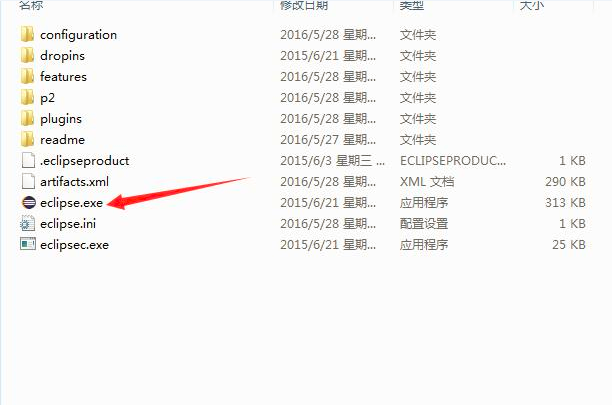 名称 修改日期 类型 大小
configuration 2016/5/28 星期... 文件夹
dropins 2015/6/21 星期... 文件夹
features 2016/5/28 星期... 文件夹
p2 2016/5/28 星期... 文件夹
plugins 2016/5/28 星期... 文件夹
readme 2016/5/27 星期... 文件夹
.eclipseproduct 2015/6/3 星期三 ... ECLIPSEPRODUC... 1 KB
artifacts.xml 2016/5/28 星期... XML 文档 290 KB
eclipse.exe 2015/6/21 星期... 应用程序 313 KB
eclipse.ini 2016/5/28 星期... 配置设置 1 KB
eclipsec.exe 2015/6/21 星期... 应用程序 25 KB